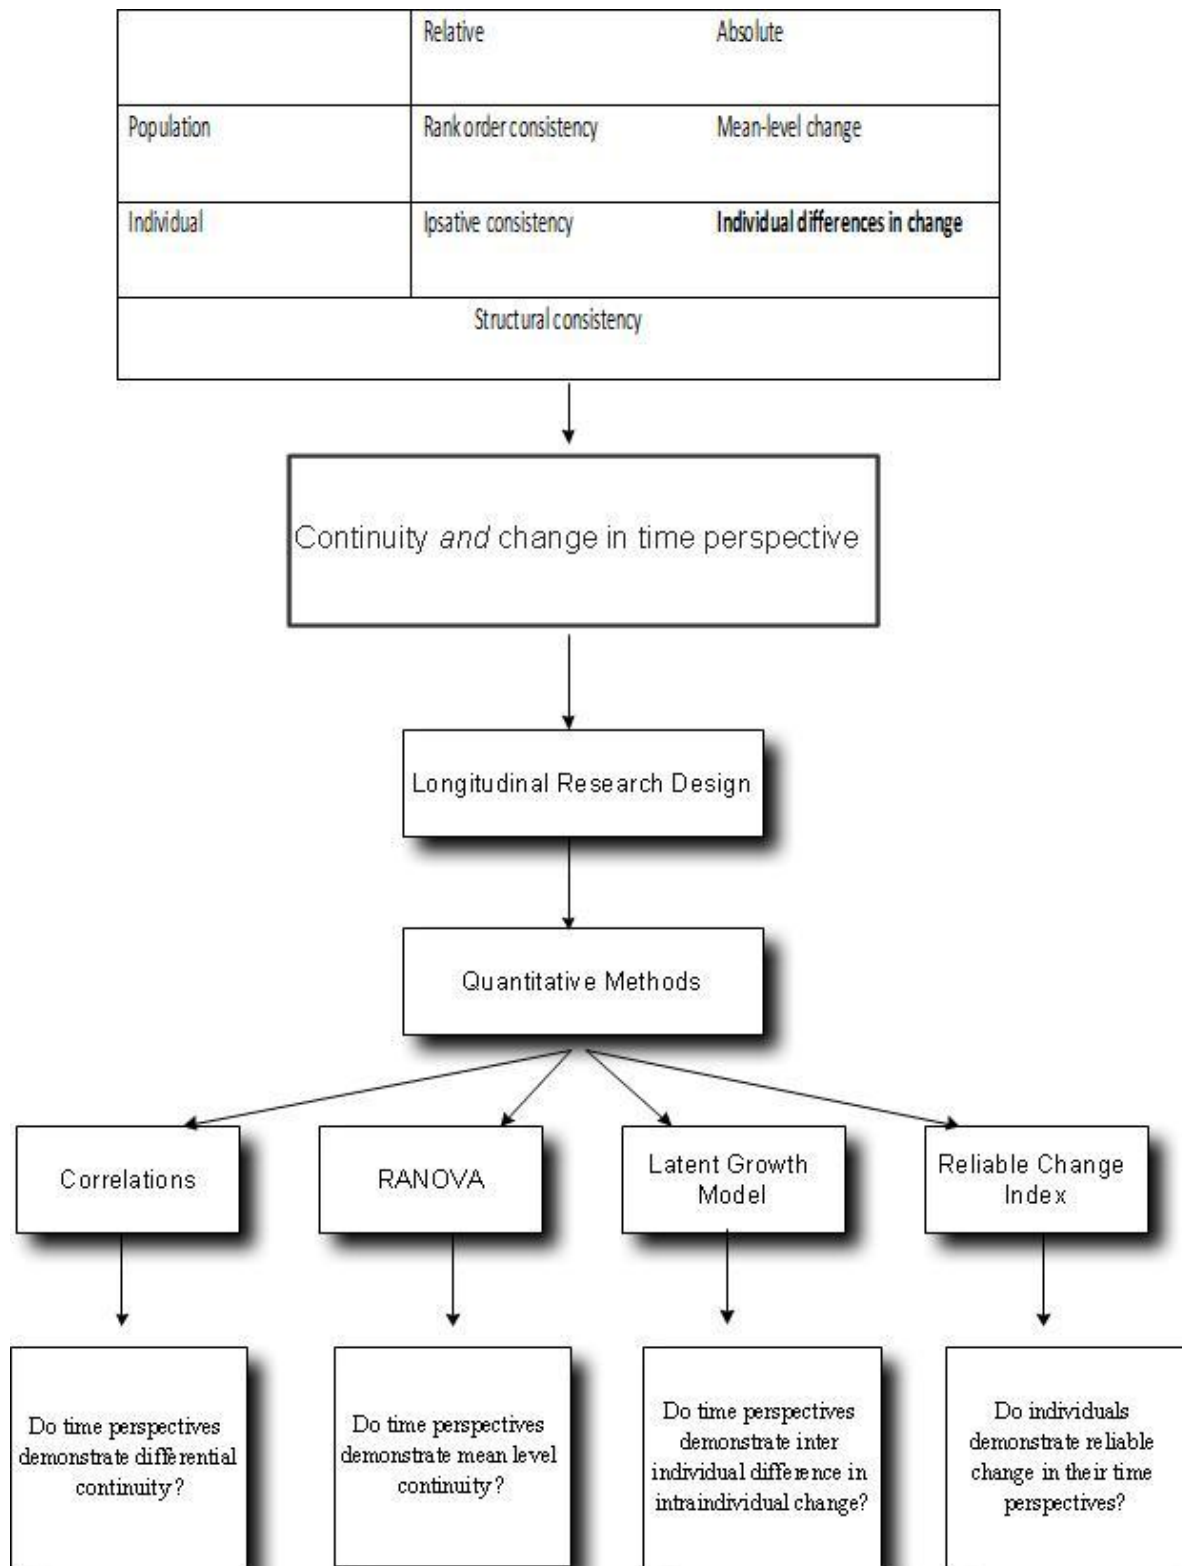 Relative Absolute
Population Rank order consistency Mean-level change
Individual Ipsative consistency Individual differences in change
Structural consistency
Continuity and change in time perspective
Longitudinal Research Design
Quantitative Methods
Correlations
RANOVA
Latent Growth
Model
Reliable Change
Index
Do time perspectives
demonstrate differential
continuity?
Do time perspectives
demonstrate mean level
continuity?
Do time perspectives
demonstrate inter
individual difference in
intraindividual change?
Do individuals
demonstrate reliable
change in their time
perspectives?